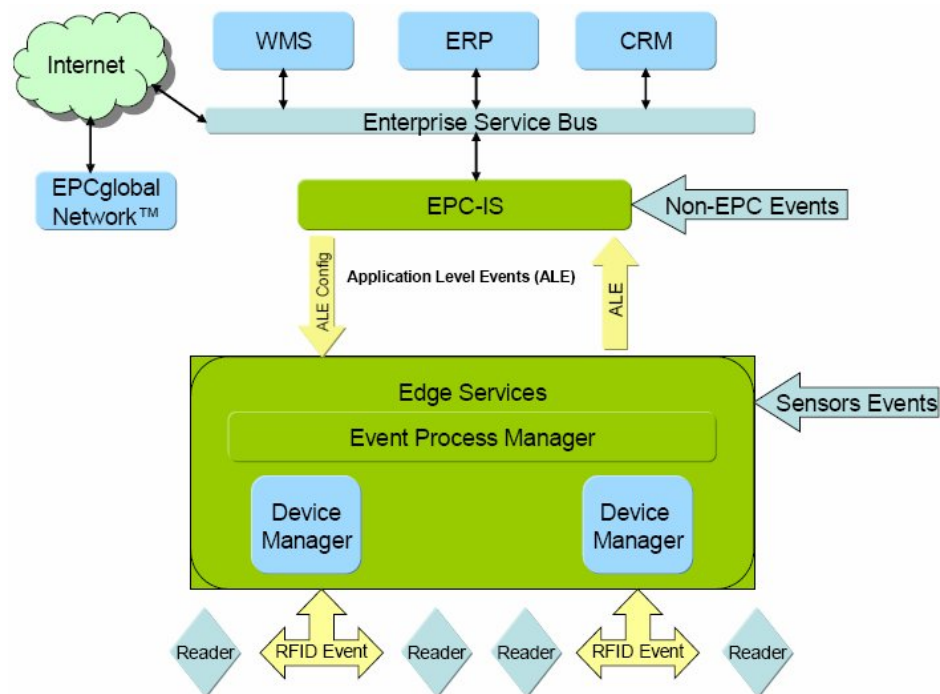 WMS
ERP
CRM
Internet
Enterprise Service Bus
EPCglobal
Network™
EPC-IS
Non-EPC Events
ALE Config
Application Level Events (ALE)
ALE
Edge Services
Sensors Events
Event Process Manager
Device
Manager
Device
Manager
Reader
RFID Event
Reader
Reader
RFID Event
Reader